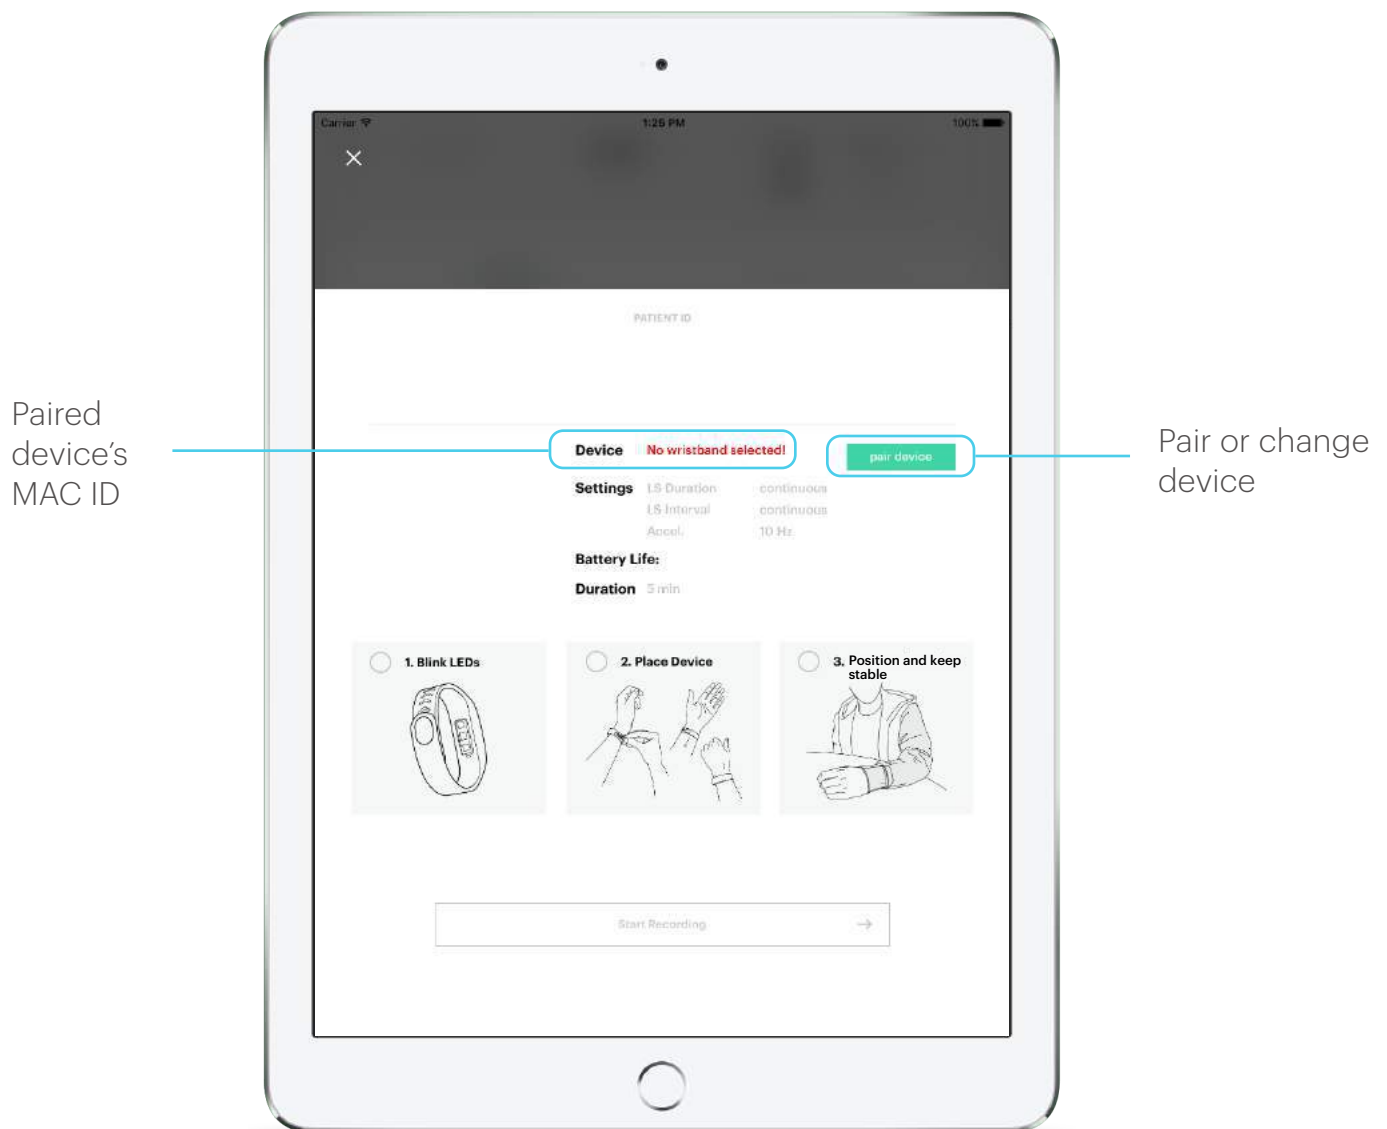 Carrier
1:25 PM
100%
PATIENT ID
Paired
device's
MAC ID
Device No wristband selected!
pair device
Pair or change
device
Settings LS Duration continuous
LS Interval continuous
Accel. 10 Hz
Battery Life:
Duration 5 min
1. Blink LEDs
2. Place Device
3. Position and keep
stable
Start Recording